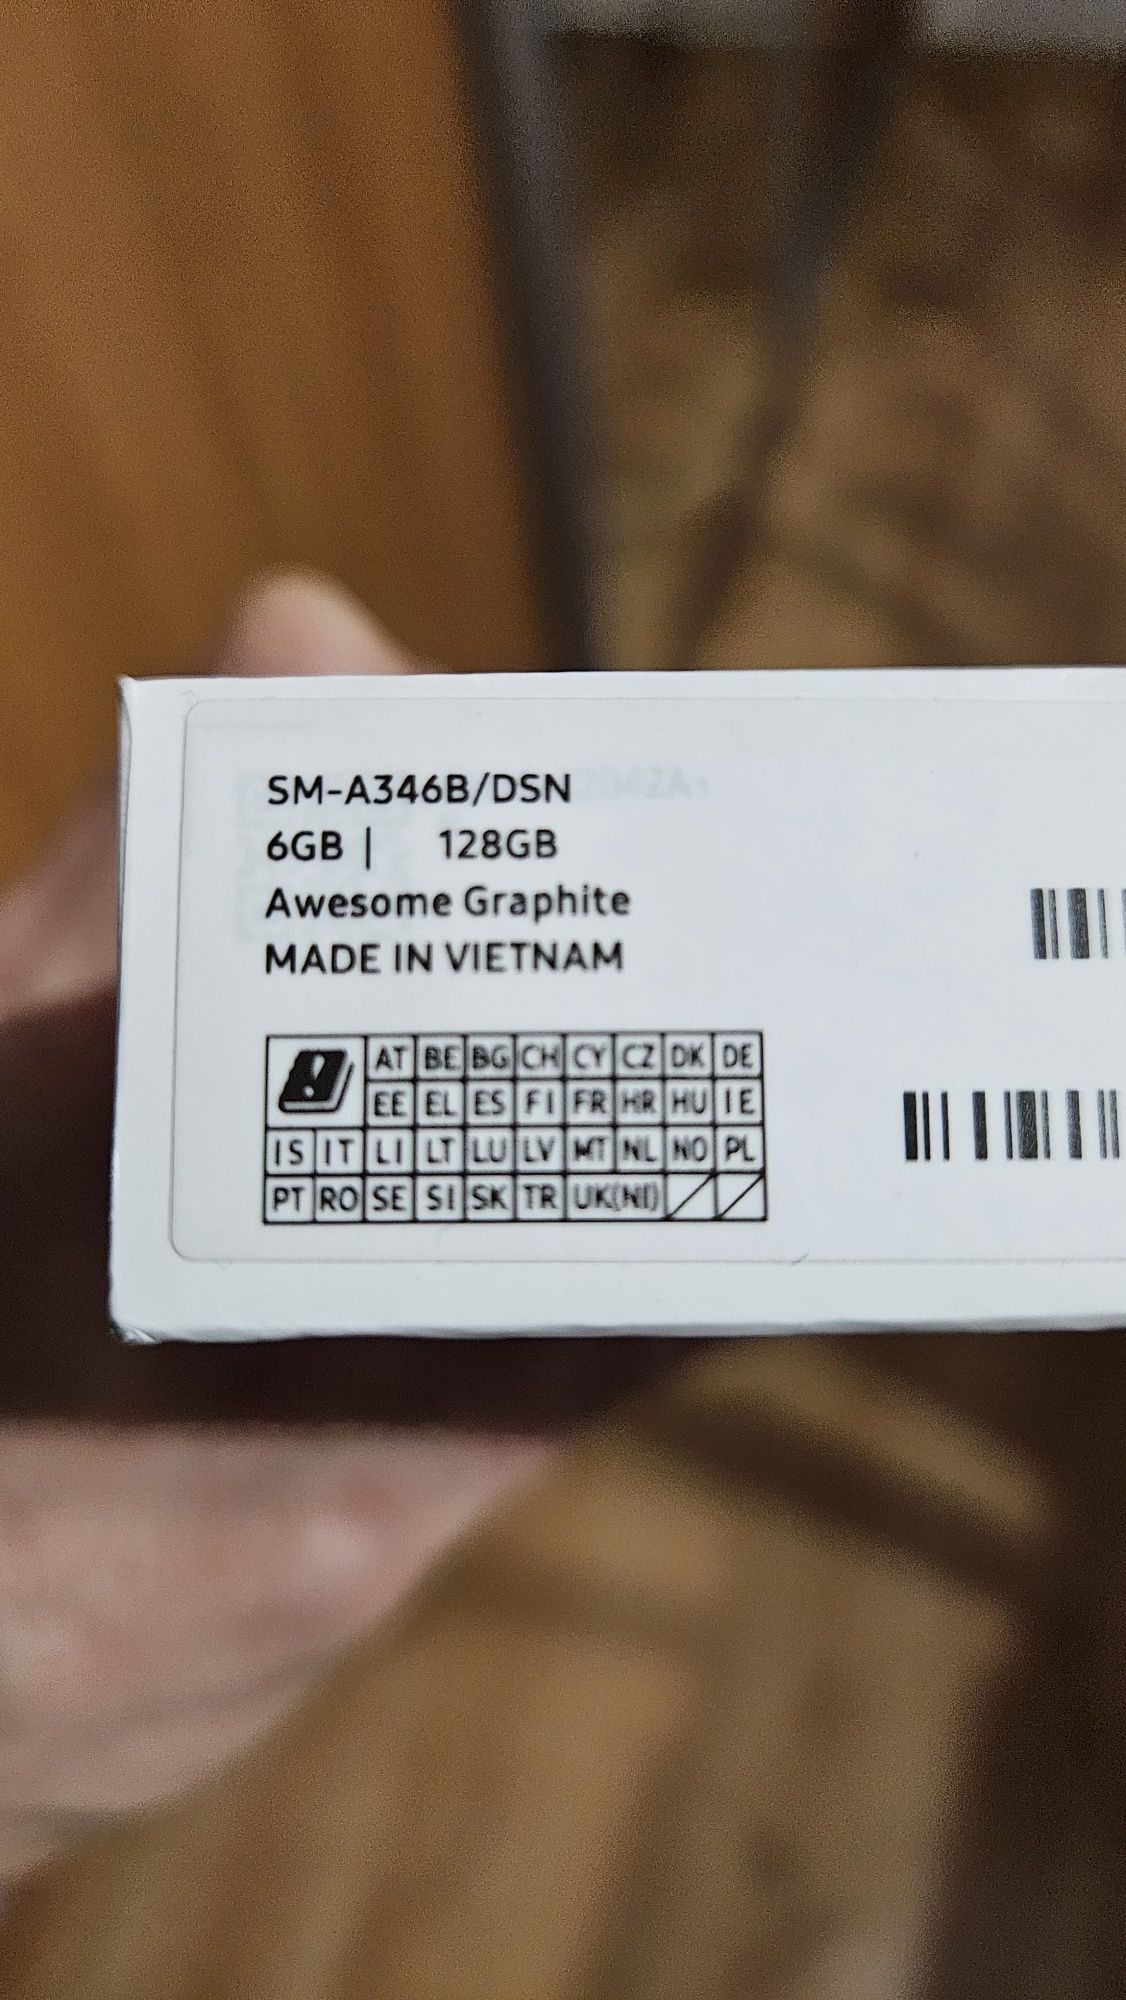 SM-A346B/DSN
6GB | 128GB
Awesome Graphite
MADE IN VIETNAM
AT BE BG CH CY CZ DK DE
EE EL ES FI FR HR HU IE
IS IT LI LT LU LV MT NL NO PL
PT RO SE SI SK TR UK(NI)